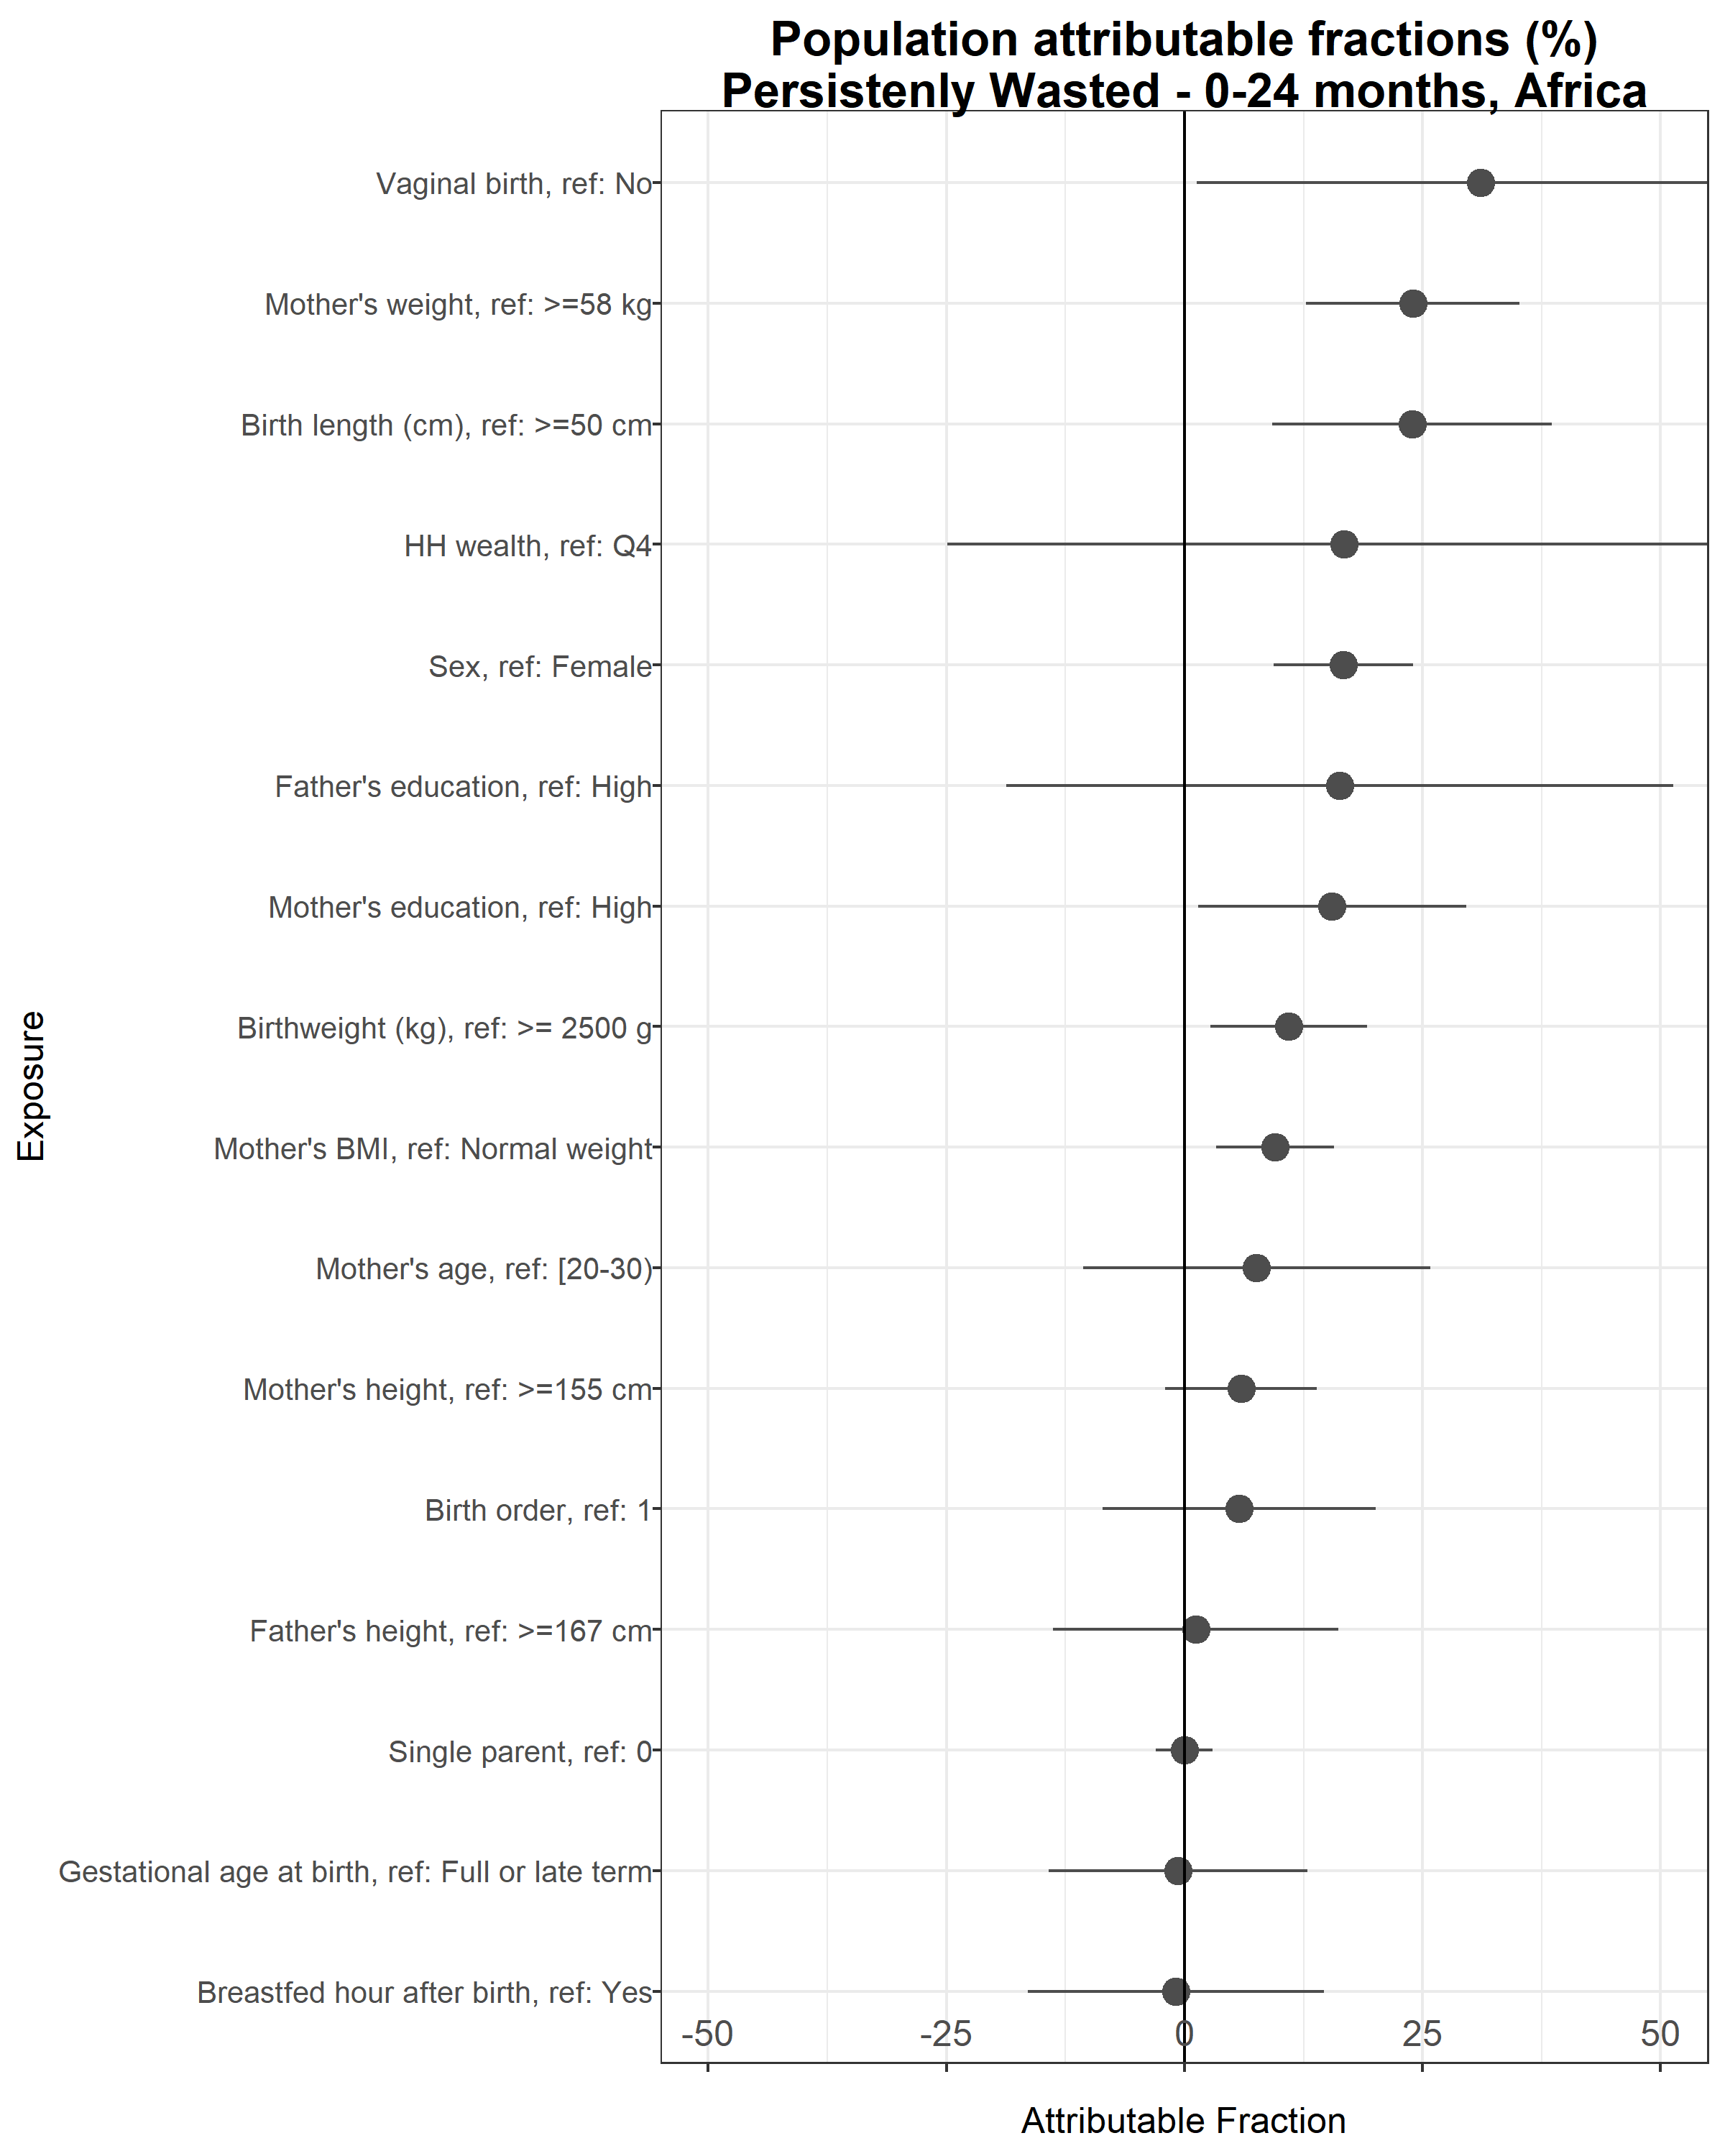 Population attributable fractions (%)
Persistenly Wasted - 0-24 months, Africa
Vaginal birth, ref: No
Mother's weight, ref: >=58 kg
Birth length (cm), ref: >=50 cm
HH wealth, ref: Q4
Sex, ref: Female
Father's education, ref: High
Mother's education, ref: High
Birthweight (kg), ref: >= 2500 g
Mother's BMI, ref: Normal weight
Mother's age, ref: [20-30)
Mother's height, ref: >=155 cm
Birth order, ref: 1
Father's height, ref: >=167 cm
Single parent, ref: 0
Gestational age at birth, ref: Full or late term
Breastfed hour after birth, ref: Yes
Exposure
-50 -25 0 25 50
Attributable Fraction